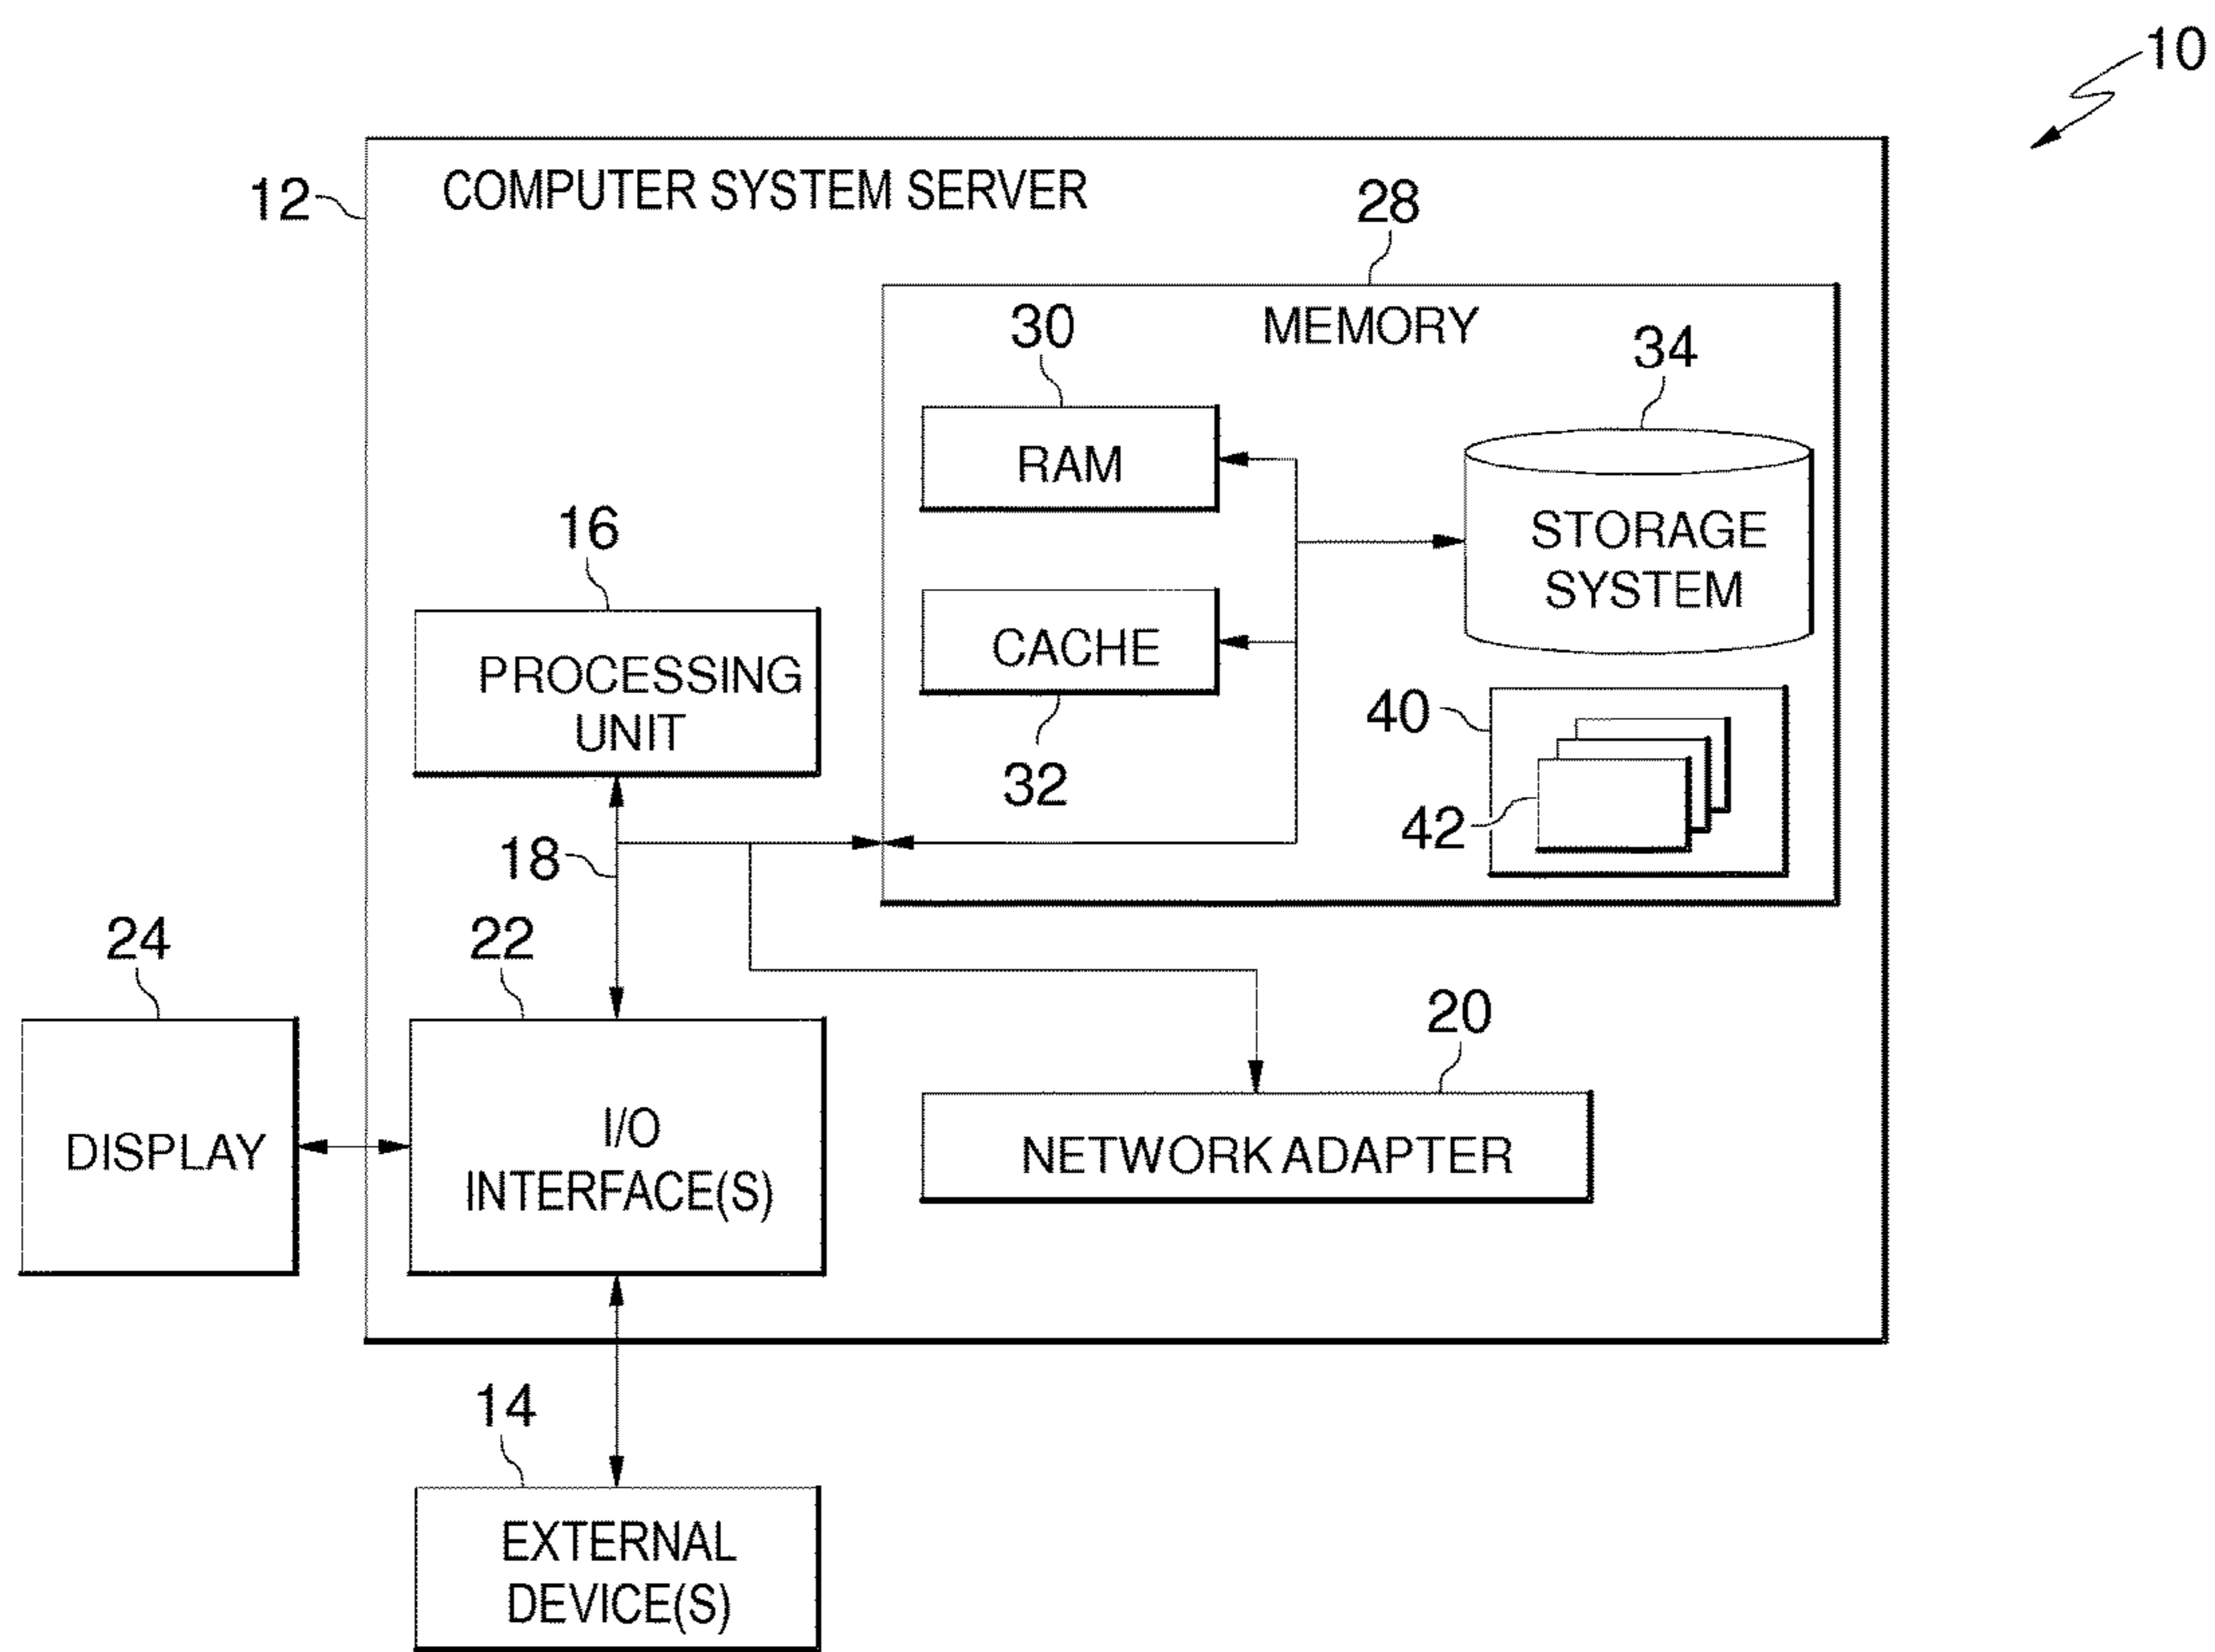 10
12
COMPUTER SYSTEM SERVER
28
MEMORY
30
RAM
34
STORAGE
SYSTEM
16
PROCESSING
UNIT
CACHE
32
40
42
18
24
DISPLAY
22
I/O
INTERFACE(S)
20
NETWORK ADAPTER
14
EXTERNAL
DEVICE(S)